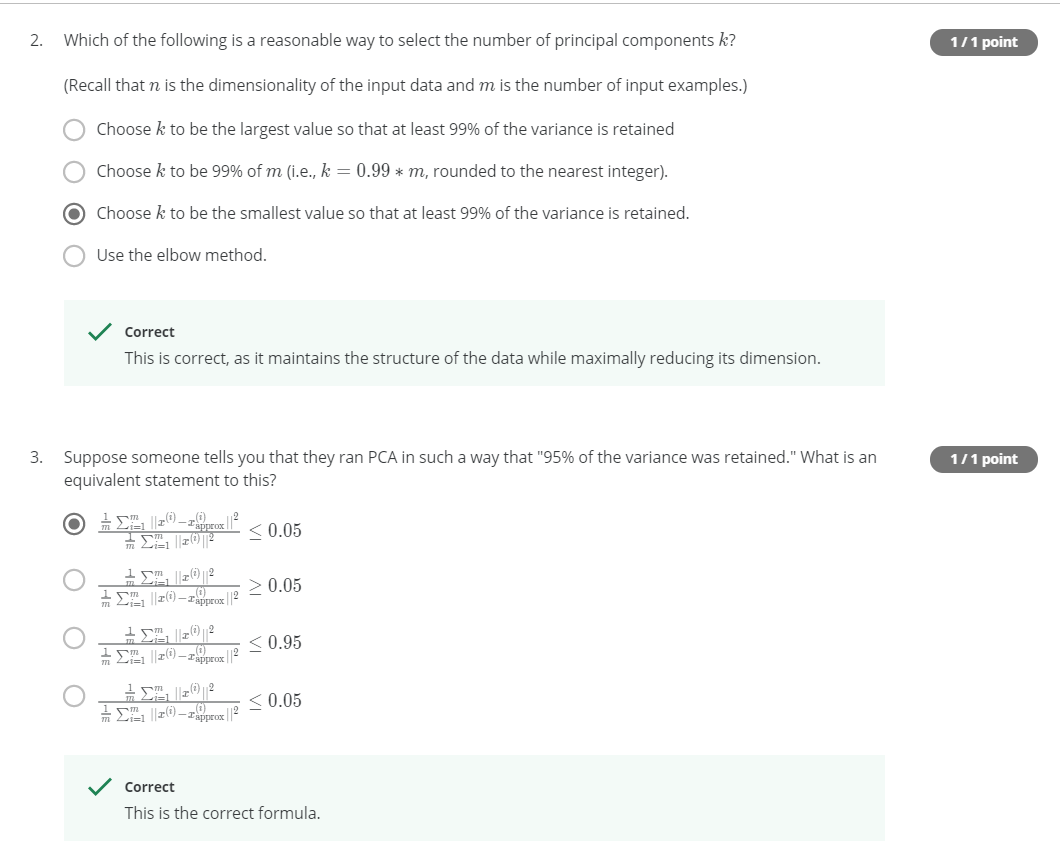 2. Which of the following is a reasonable way to select the number of principal components k? 1 / 1 point
(Recall that n is the dimensionality of the input data and m is the number of input examples.)
Choose k to be the largest value so that at least 99% of the variance is retained
Choose k to be 99% of m (i.e., k = 0.99 ∗ m, rounded to the nearest integer).
Choose k to be the smallest value so that at least 99% of the variance is retained.
Use the elbow method.
Correct
This is correct, as it maintains the structure of the data while maximally reducing its dimension.
3. Suppose someone tells you that they ran PCA in such a way that "95% of the variance was retained." What is an 1 / 1 point
equivalent statement to this?
\frac{\frac{1}{m} \sum_{i=1}^{m} ||x^{(i)} - x_{approx}^{(i)}||^2}{\frac{1}{m} \sum_{i=1}^{m} ||x^{(i)}||^2} ≤ 0.05
\frac{\frac{1}{m} \sum_{i=1}^{m} ||x^{(i)}||^2}{\frac{1}{m} \sum_{i=1}^{m} ||x^{(i)} - x_{approx}^{(i)}||^2} ≥ 0.05
\frac{\frac{1}{m} \sum_{i=1}^{m} ||x^{(i)}||^2}{\frac{1}{m} \sum_{i=1}^{m} ||x^{(i)} - x_{approx}^{(i)}||^2} ≤ 0.95
\frac{\frac{1}{m} \sum_{i=1}^{m} ||x^{(i)}||^2}{\frac{1}{m} \sum_{i=1}^{m} ||x^{(i)} - x_{approx}^{(i)}||^2} ≤ 0.05
Correct
This is the correct formula.